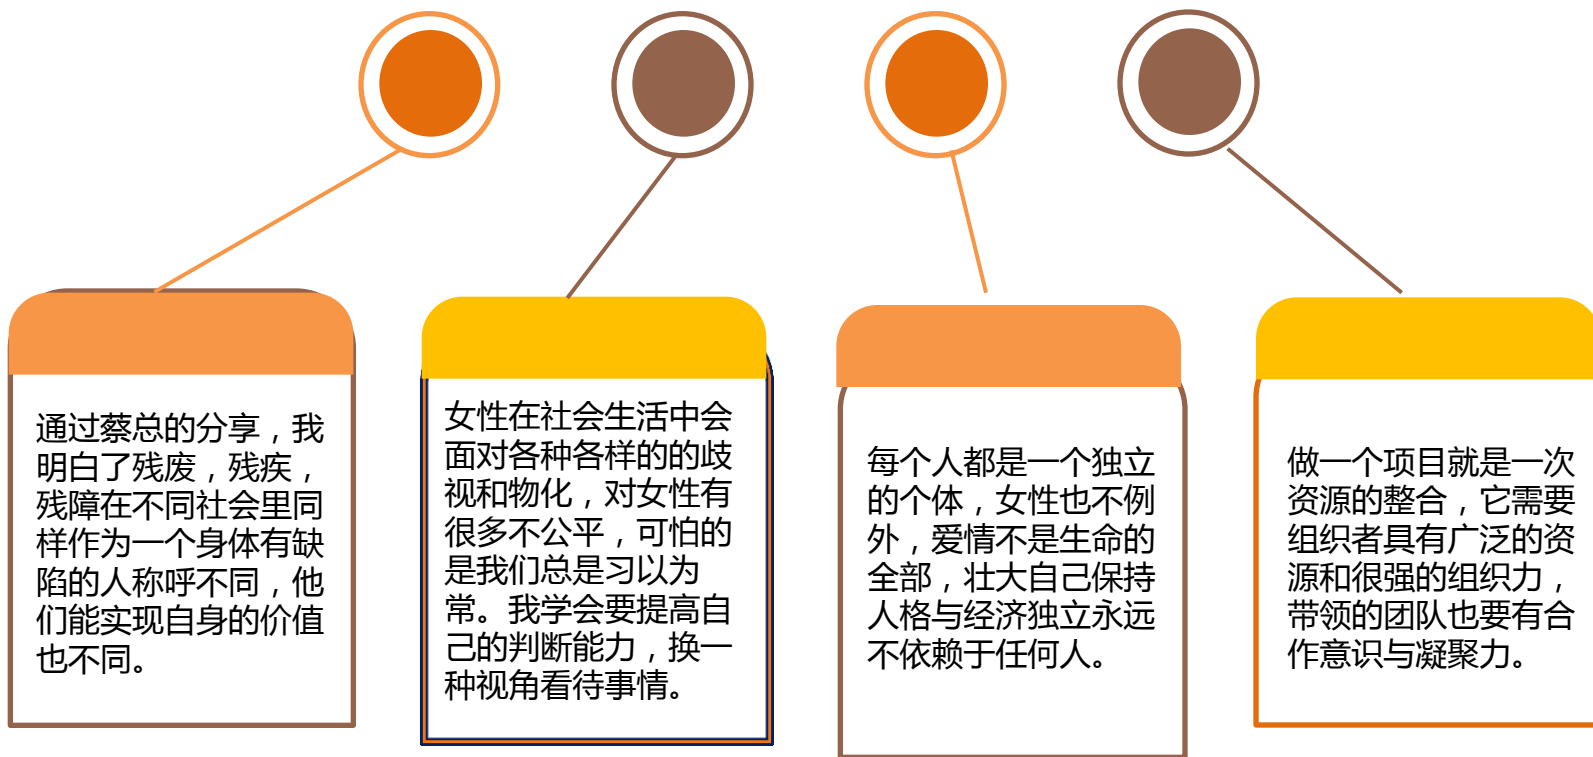 通过蔡总的分享，我
明白了残废，残疾，
残障在不同社会里同
样作为一个身体有缺
陷的人称呼不同，他
们能实现自身的价值
也不同。
女性在社会生活中会
面对各种各样的的歧
视和物化，对女性有
很多不公平，可怕的
是我们总是习以为
常。我学会要提高自
己的判断能力，换一
种视角看待事情。
每个人都是一个独立
的个体，女性也不例
外，爱情不是生命的
全部，壮大自己保持
人格与经济独立永远
不依赖于任何人。
做一个项目就是一次
资源的整合，它需要
组织者具有广泛的资
源和很强的组织力，
带领的团队也要有合
作意识与凝聚力。